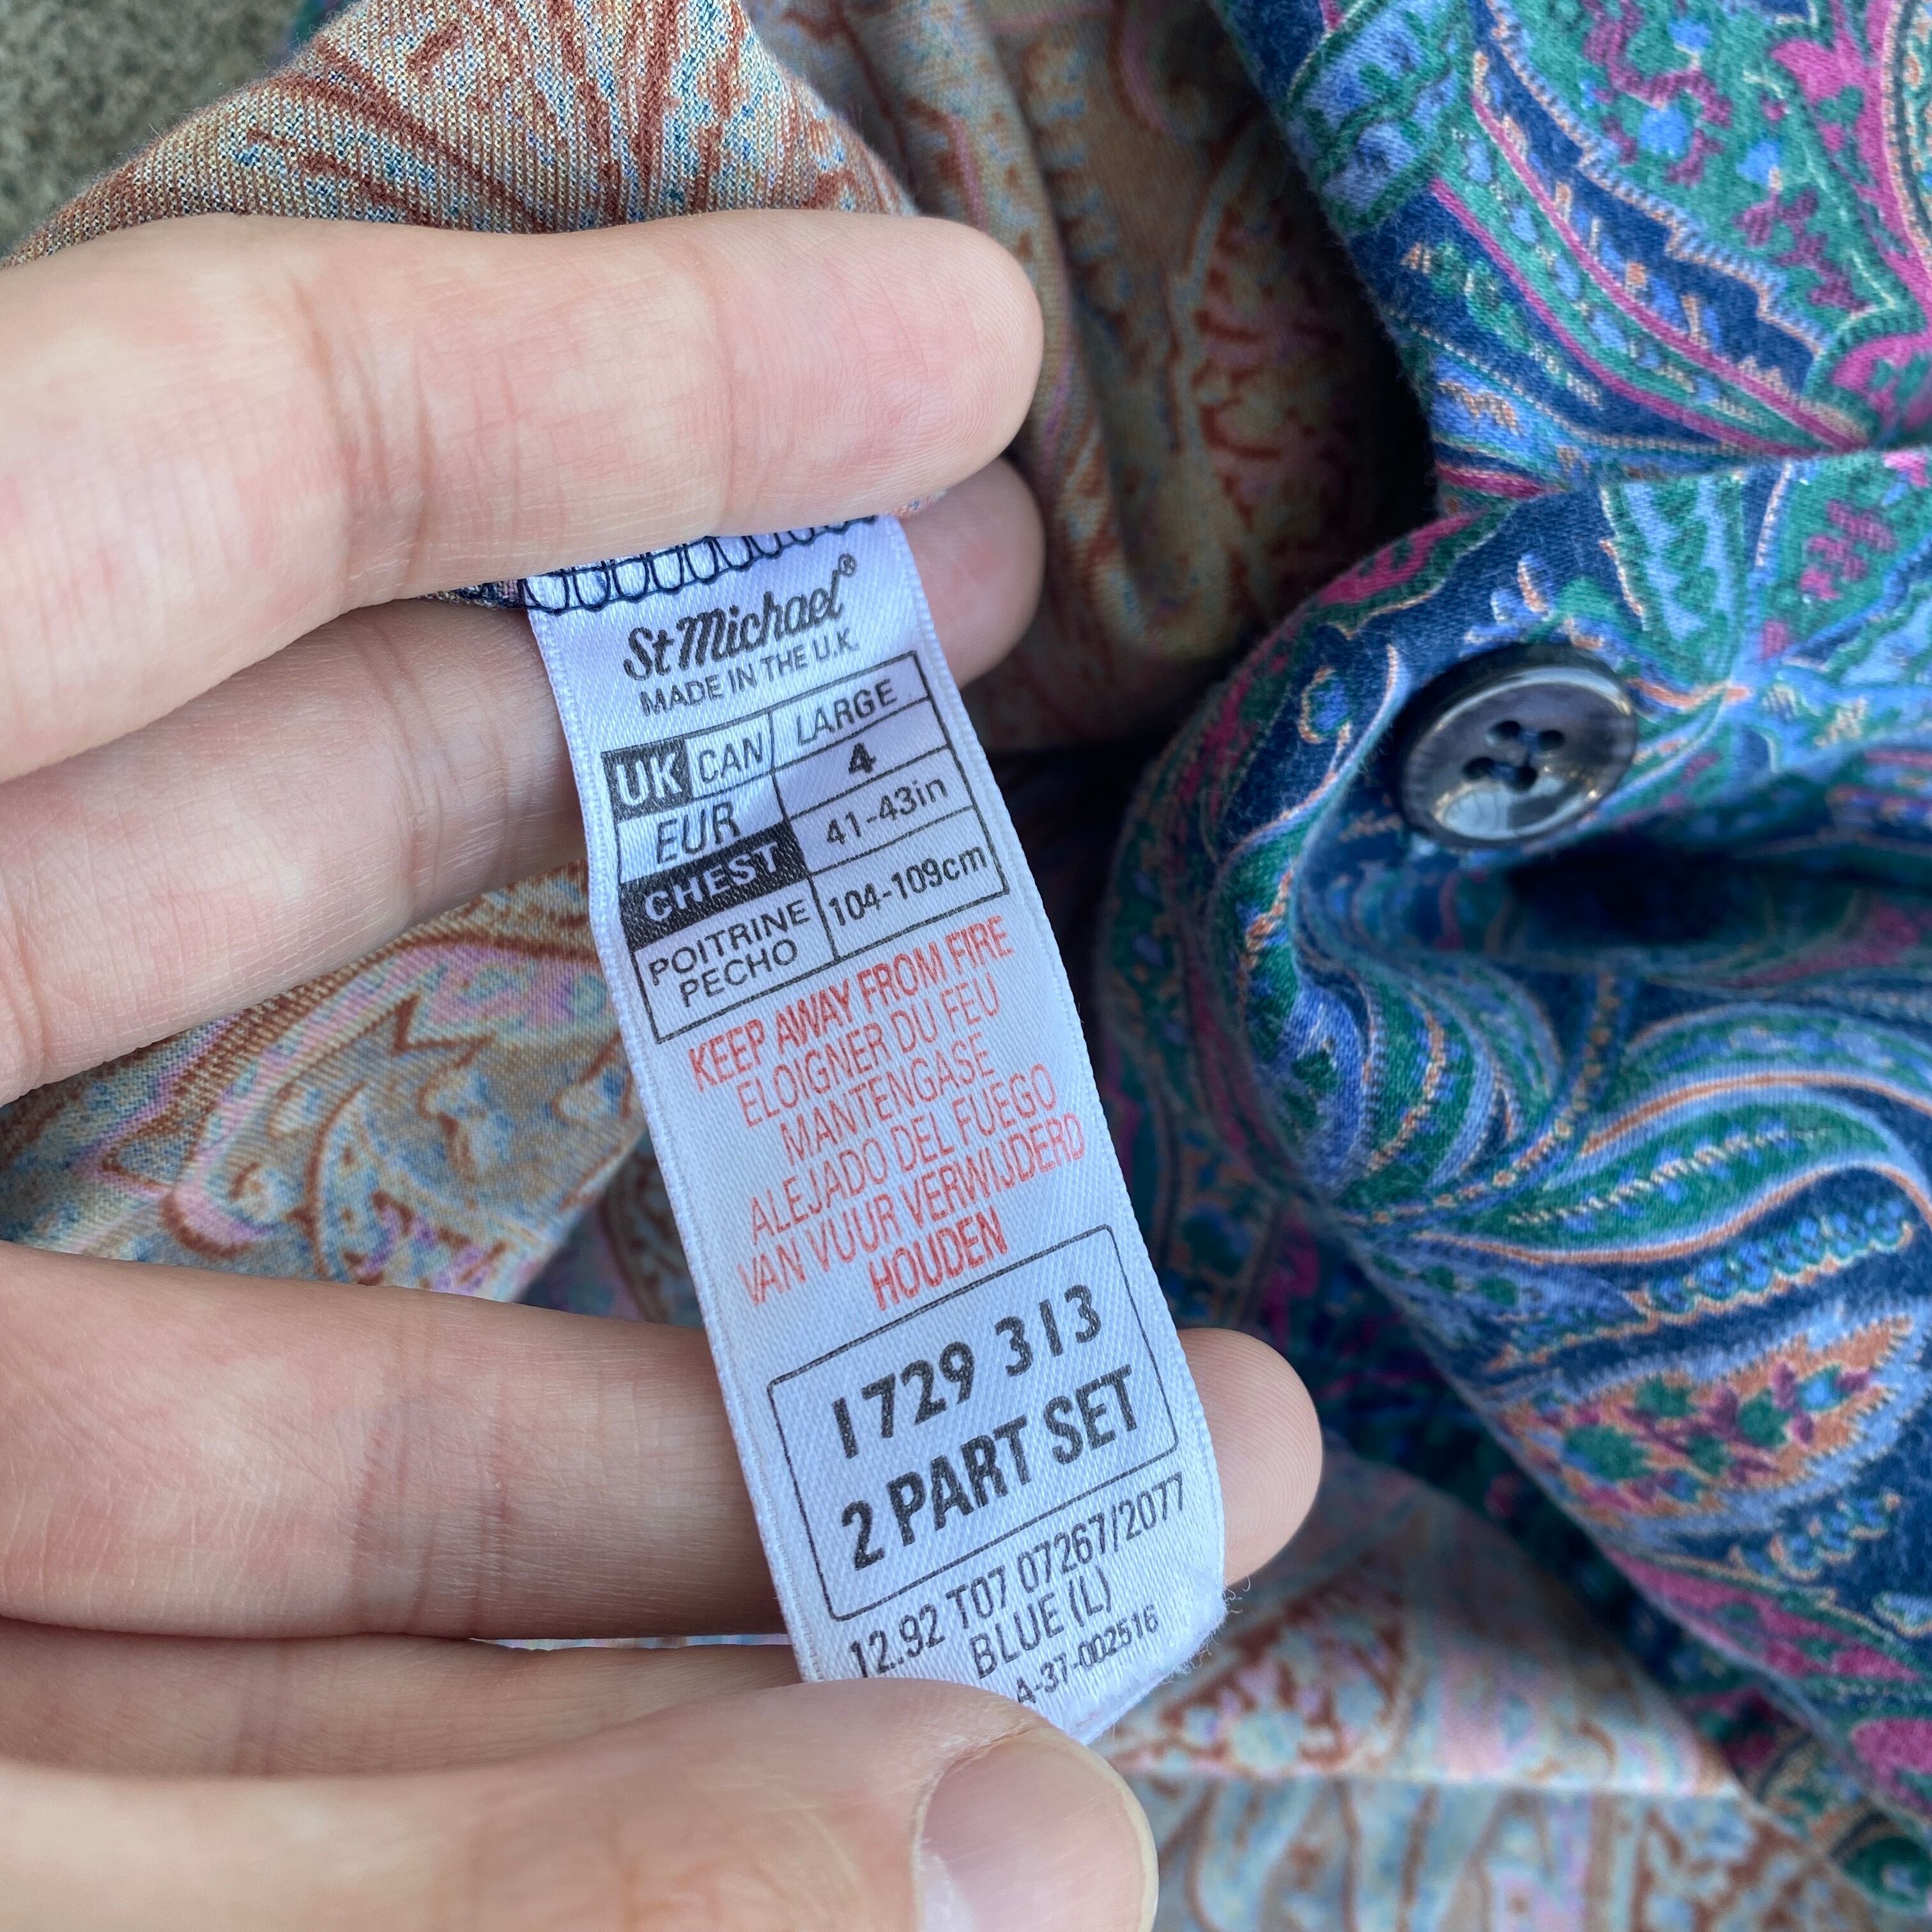 St Michael®
MADE IN THE U.K.
UK CAN LARGE
EUR 4
CHEST 41-43in
POITRINE PECHO 104-109cm
KEEP AWAY FROM FIRE
ELOIGNER DU FEU
MANTENGASE
ALEJADO DEL FUEGO
VAN VUUR VERWIJDERD
HOUDEN
1729 313
2 PART SET
12.92 T07 07267/2077
BLUE (L)
A-37-002516